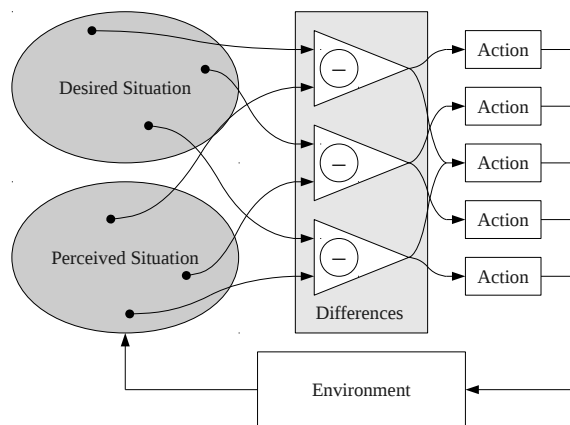 Desired Situation
Perceived Situation
−
−
−
Differences
Action
Action
Action
Action
Action
Environment